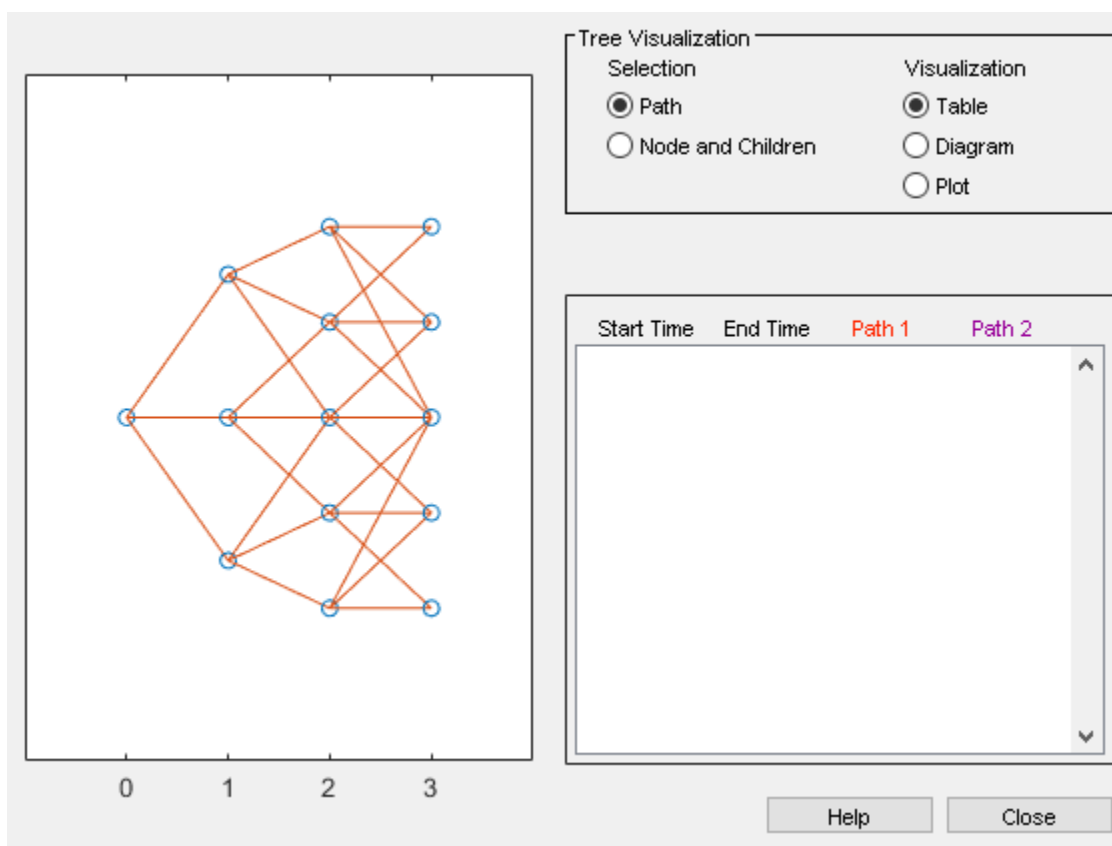 Tree Visualization
Selection
Visualization
Path
Table
Node and Children
Diagram
Plot
Start Time End Time Path 1 Path 2
0 1 2 3
Help
Close